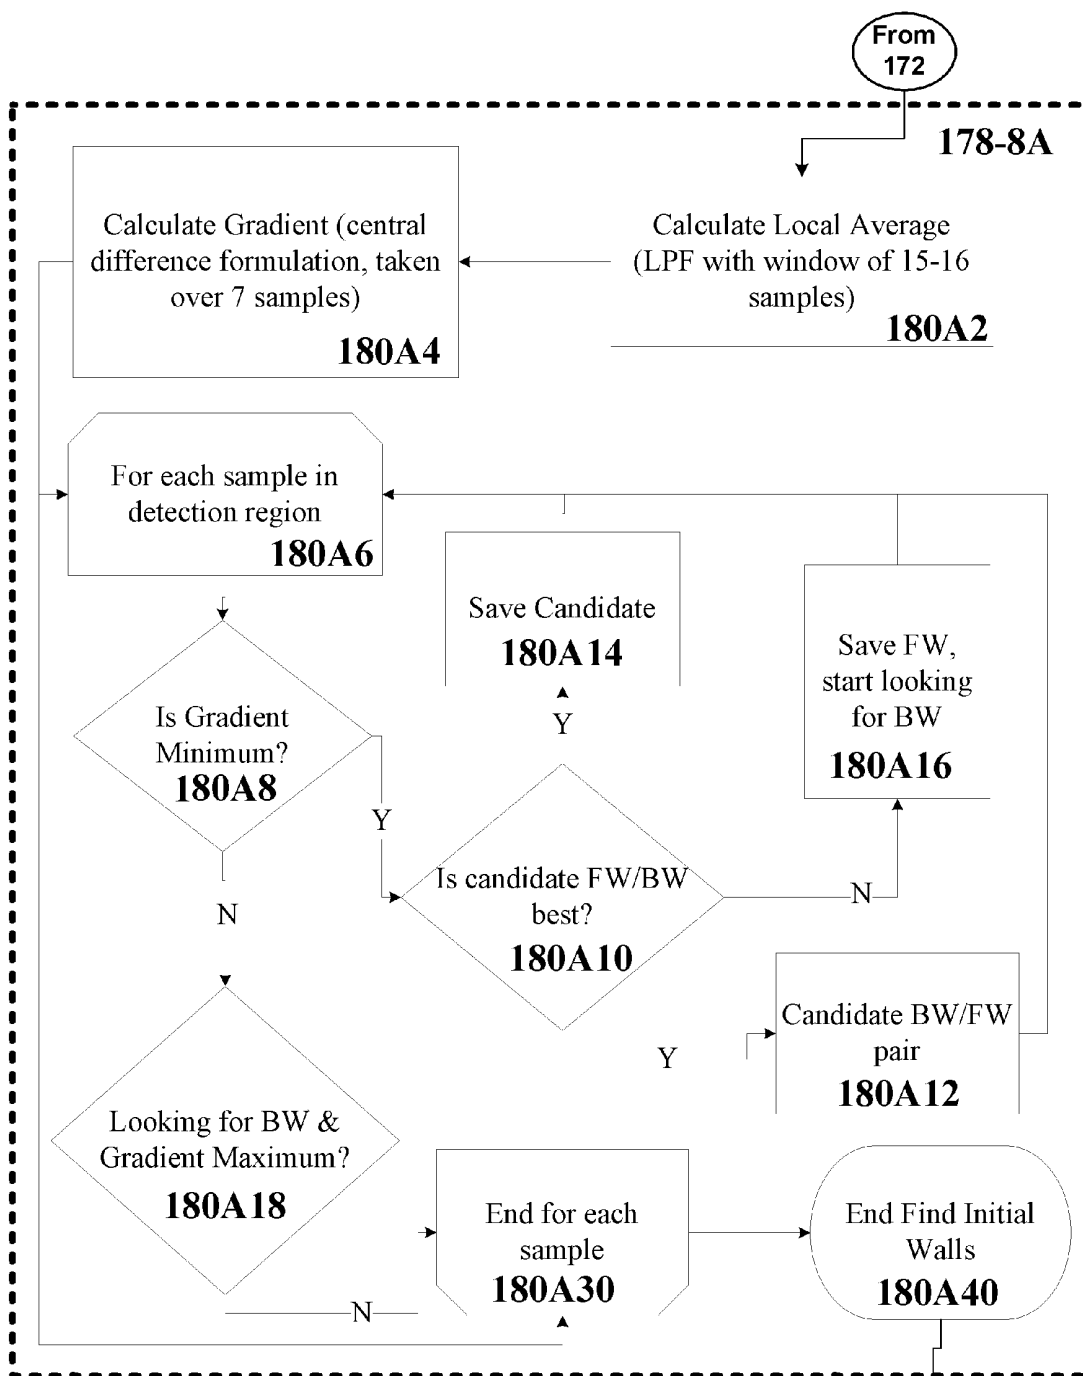 From
172
178-8A
Calculate Gradient (central
difference formulation, taken
over 7 samples)
180A4
Calculate Local Average
(LPF with window of 15-16
samples)
180A2
For each sample in
detection region
180A6
Save Candidate
180A14
Save FW,
start looking
for BW
180A16
Is Gradient
Minimum?
180A8
Y
Y
N
Is candidate FW/BW
best?
180A10
N
Y
Candidate BW/FW
pair
180A12
Looking for BW &
Gradient Maximum?
180A18
N
End for each
sample
180A30
End Find Initial
Walls
180A40